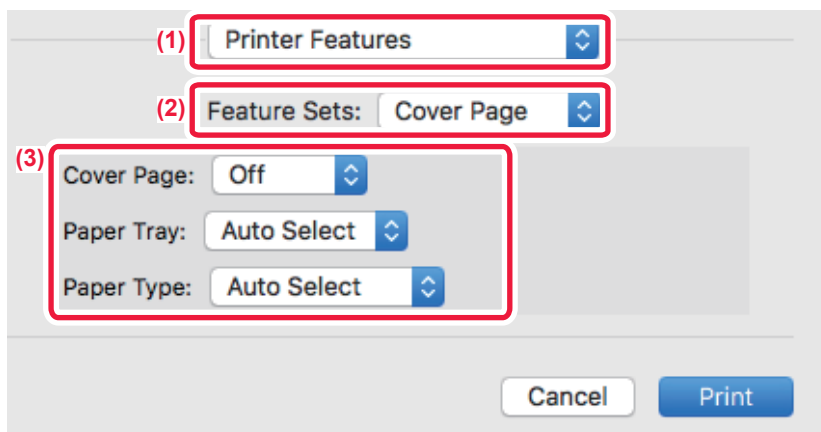 (1) Printer Features
(2) Feature Sets: Cover Page
(3)
Cover Page: Off
Paper Tray: Auto Select
Paper Type: Auto Select
Cancel Print